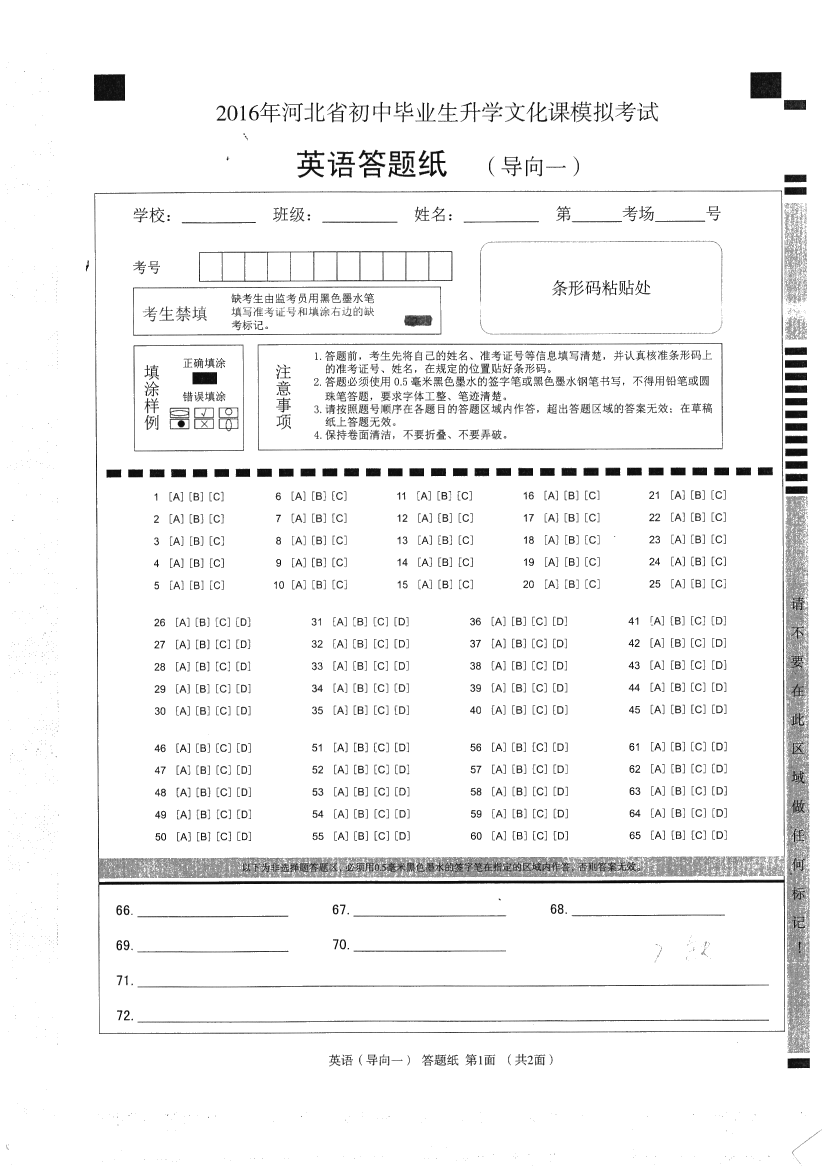 2016年河北省初中毕业生升学文化课模拟考试
英语答题纸 （导向一）
学校：________ 班级：________ 姓名：________ 第______考场______号
考号
条形码粘贴处
考生禁填
缺考生由监考员用黑色墨水笔
填写准考证号和填涂右边的缺
考标记。
填涂样例
正确填涂
错误填涂
注意事项
1.答题前，考生先将自己的姓名、准考证号等信息填写清楚，并认真核准条形码上
的准考证号、姓名，在规定的位置贴好条形码。
2.答题必须使用0.5毫米黑色墨水的签字笔或黑色墨水钢笔书写，不得用铅笔或圆
珠笔答题，要求字体工整、笔迹清楚。
3.请按照题号顺序在各题目的答题区域内作答，超出答题区域的答案无效；在草稿
纸上答题无效。
4.保持卷面清洁，不要折叠、不要弄破。
1 [A] [B] [C] 6 [A] [B] [C] 11 [A] [B] [C] 16 [A] [B] [C] 21 [A] [B] [C]
2 [A] [B] [C] 7 [A] [B] [C] 12 [A] [B] [C] 17 [A] [B] [C] 22 [A] [B] [C]
3 [A] [B] [C] 8 [A] [B] [C] 13 [A] [B] [C] 18 [A] [B] [C] 23 [A] [B] [C]
4 [A] [B] [C] 9 [A] [B] [C] 14 [A] [B] [C] 19 [A] [B] [C] 24 [A] [B] [C]
5 [A] [B] [C] 10 [A] [B] [C] 15 [A] [B] [C] 20 [A] [B] [C] 25 [A] [B] [C]
26 [A] [B] [C] [D] 31 [A] [B] [C] [D] 36 [A] [B] [C] [D] 41 [A] [B] [C] [D]
27 [A] [B] [C] [D] 32 [A] [B] [C] [D] 37 [A] [B] [C] [D] 42 [A] [B] [C] [D]
28 [A] [B] [C] [D] 33 [A] [B] [C] [D] 38 [A] [B] [C] [D] 43 [A] [B] [C] [D]
29 [A] [B] [C] [D] 34 [A] [B] [C] [D] 39 [A] [B] [C] [D] 44 [A] [B] [C] [D]
30 [A] [B] [C] [D] 35 [A] [B] [C] [D] 40 [A] [B] [C] [D] 45 [A] [B] [C] [D]
46 [A] [B] [C] [D] 51 [A] [B] [C] [D] 56 [A] [B] [C] [D] 61 [A] [B] [C] [D]
47 [A] [B] [C] [D] 52 [A] [B] [C] [D] 57 [A] [B] [C] [D] 62 [A] [B] [C] [D]
48 [A] [B] [C] [D] 53 [A] [B] [C] [D] 58 [A] [B] [C] [D] 63 [A] [B] [C] [D]
49 [A] [B] [C] [D] 54 [A] [B] [C] [D] 59 [A] [B] [C] [D] 64 [A] [B] [C] [D]
50 [A] [B] [C] [D] 55 [A] [B] [C] [D] 60 [A] [B] [C] [D] 65 [A] [B] [C] [D]
以下为非选择题答题区，必须用0.5毫米黑色墨水的签字笔在指定的区域内作答，否则答案无效。
66. ________ 67. ________ 68. ________
69. ________ 70. ________
71. ________
72. ________
请不要在此区域做任何标记！
英语（导向一） 答题纸 第1面 （共2面）